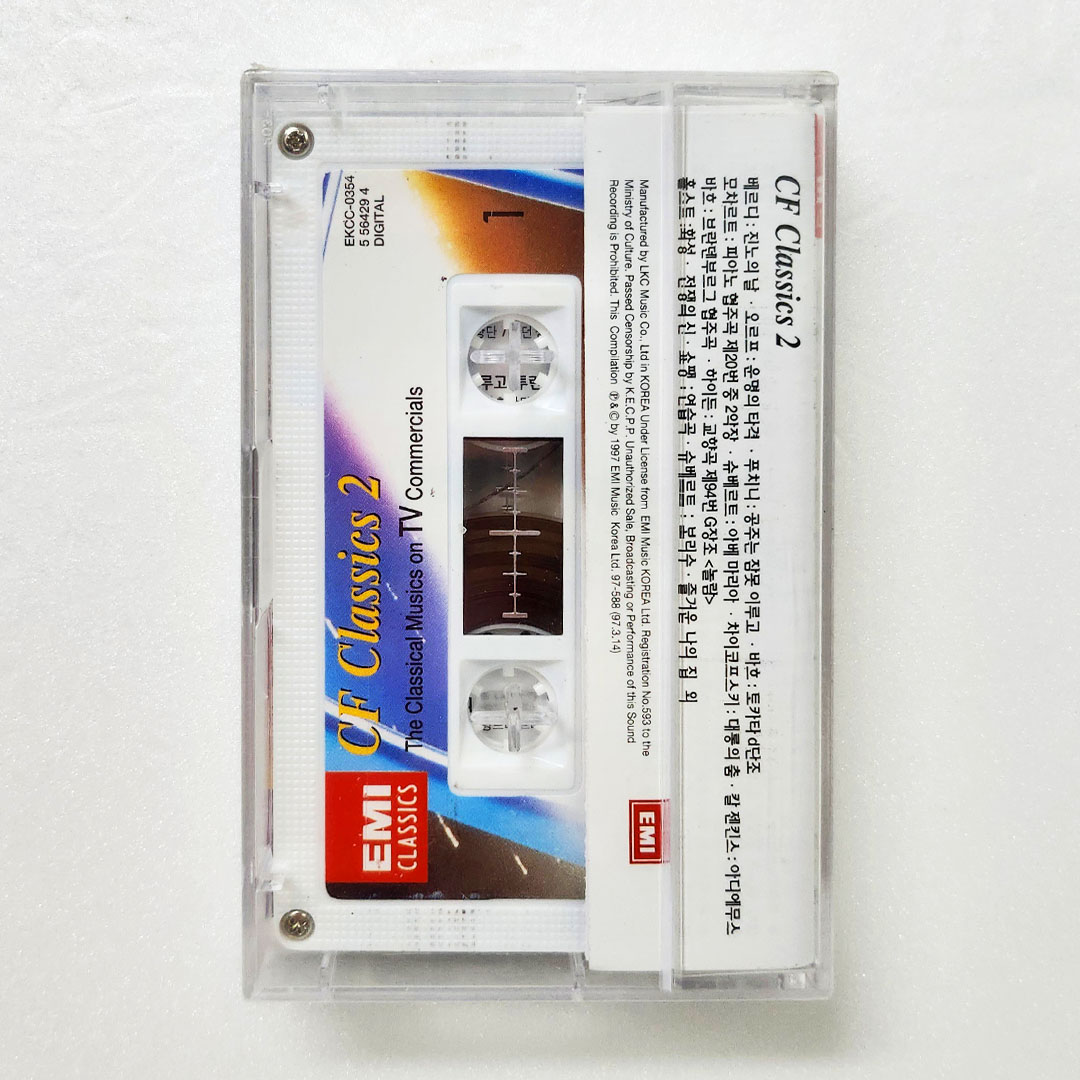 EKCC-0354
5 56429 4
DIGITAL
1
CF Classics 2
The Classical Musics on TV Commercials
EMI
CLASSICS
CF Classics 2
베르디 : 진노의 날 · 오르프 : 운명의 타격 · 푸치니 : 공주는 잠못 이루고 · 바흐 : 토카타 d단조
모차르트 : 피아노 협주곡 제20번 중 2악장 · 슈베르트 : 아베 마리아 · 차이코프스키 : 대롱의 춤 · 칼 젠킨스 : 아디에무스
바흐 : 브란덴부르그 협주곡 · 하이든 : 교향곡 제94번 G장조 <놀람>
홀스트 : 화성 · 전쟁의 신 · 쇼팽 : 연습곡 · 슈베르트 : 보리수 · 즐거운 나의 집 외
Manufactured by LKC Music Co., Ltd in KOREA Under License from EMI Music KOREA Ltd. Registration No.593 to the
Ministry of Culture. Passed Censorship by K.E.C.P.P. Unauthorized Sale, Broadcasting or Performance of this Sound
Recording is Prohibited. This Compilation ℗ & © by 1997 EMI Music Korea Ltd. 97-588 (97.3.14)
EMI